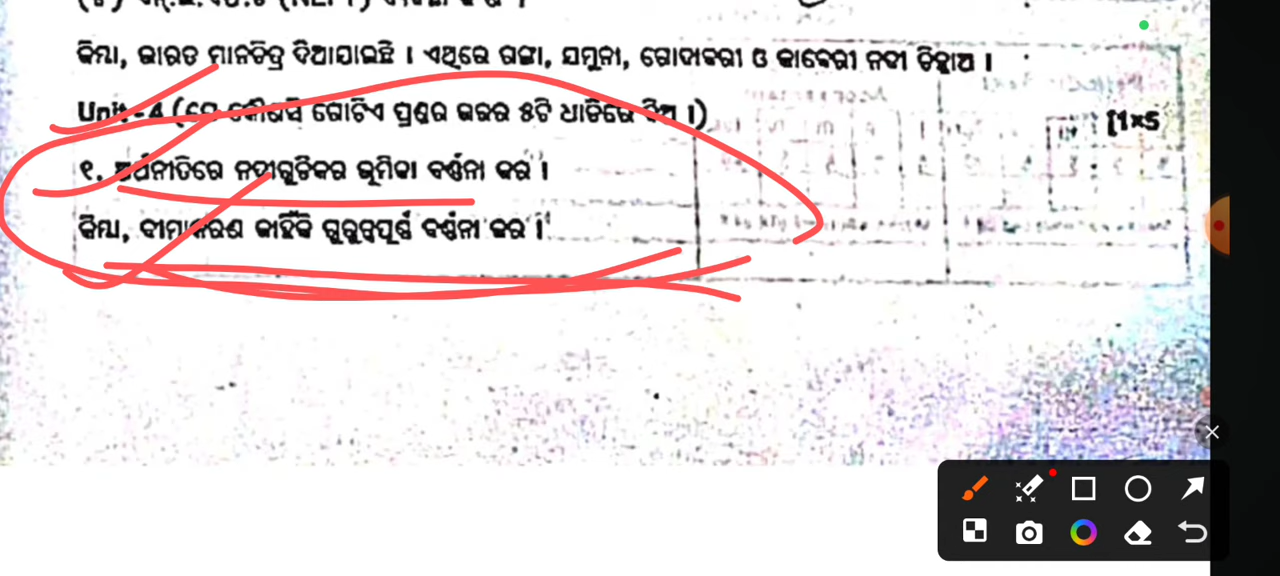 କିମ୍ବା, ଭାରତ ମାନଚିତ୍ର ଦିଆଯାଇଛି । ଏଥିରେ ଗଙ୍ଗା, ଯମୁନା, ଗୋଦାବରୀ ଓ କାବେରୀ ନଦୀ ଚିହ୍ନାଅ ।
Unit - 4 (ଯେ କୌଣସି ଗୋଟିଏ ପ୍ରଶ୍ନର ଉତ୍ତର ୫ଟି ଧାଡିରେ ଦିଅ ।) [1×5
୧. ଅର୍ଥନୀତିରେ ନଦୀଗୁଡିକର ଭୂମିକା ବର୍ଣ୍ଣନା କର ।
କିମ୍ବା, ବୀମାକରଣ କାହିଁକି ଗୁରୁତ୍ୱପୂର୍ଣ୍ଣ ବର୍ଣ୍ଣନା କର ।